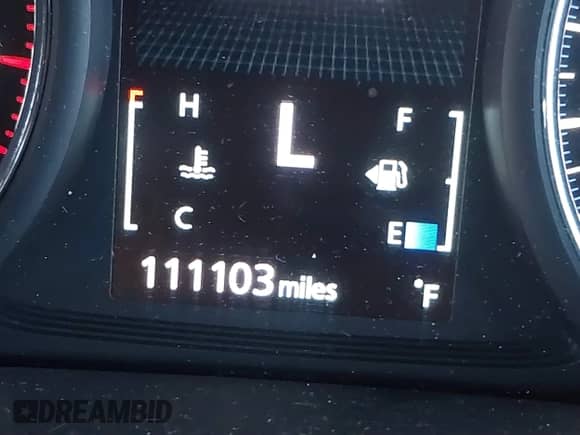 H L F
C E
111103 miles °F
DREAMBID